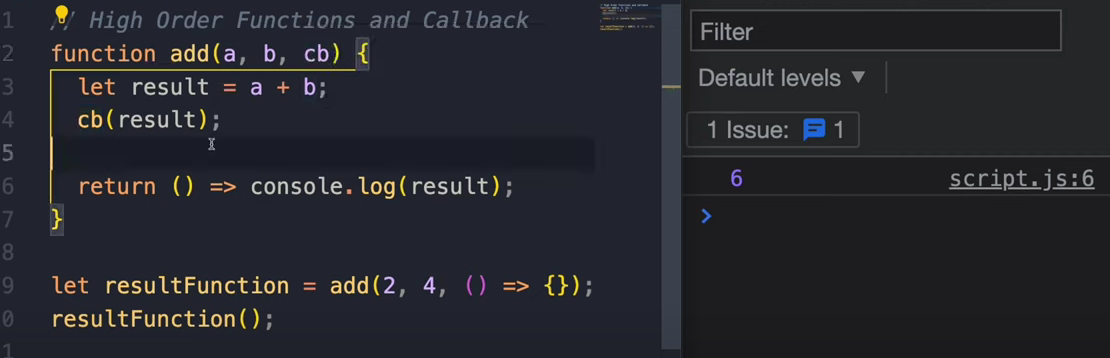 1 // High Order Functions and Callback
2 function add(a, b, cb) {
3 let result = a + b;
4 cb(result);
5
6 return () => console.log(result);
7 }
8
9 let resultFunction = add(2, 4, () => {});
0 resultFunction();
1
Filter
Default levels ▼
1 Issue: 1
6 script.js:6
>